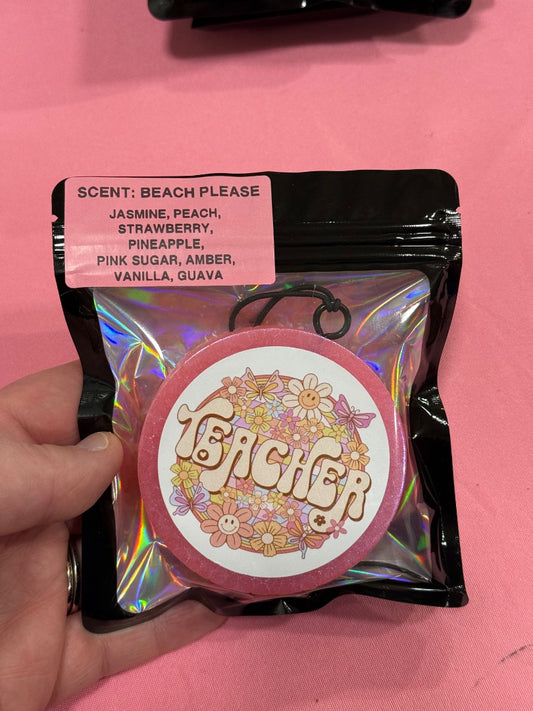 SCENT: BEACH PLEASE
JASMINE, PEACH,
STRAWBERRY,
PINEAPPLE,
PINK SUGAR, AMBER,
VANILLA, GUAVA
TEACHER